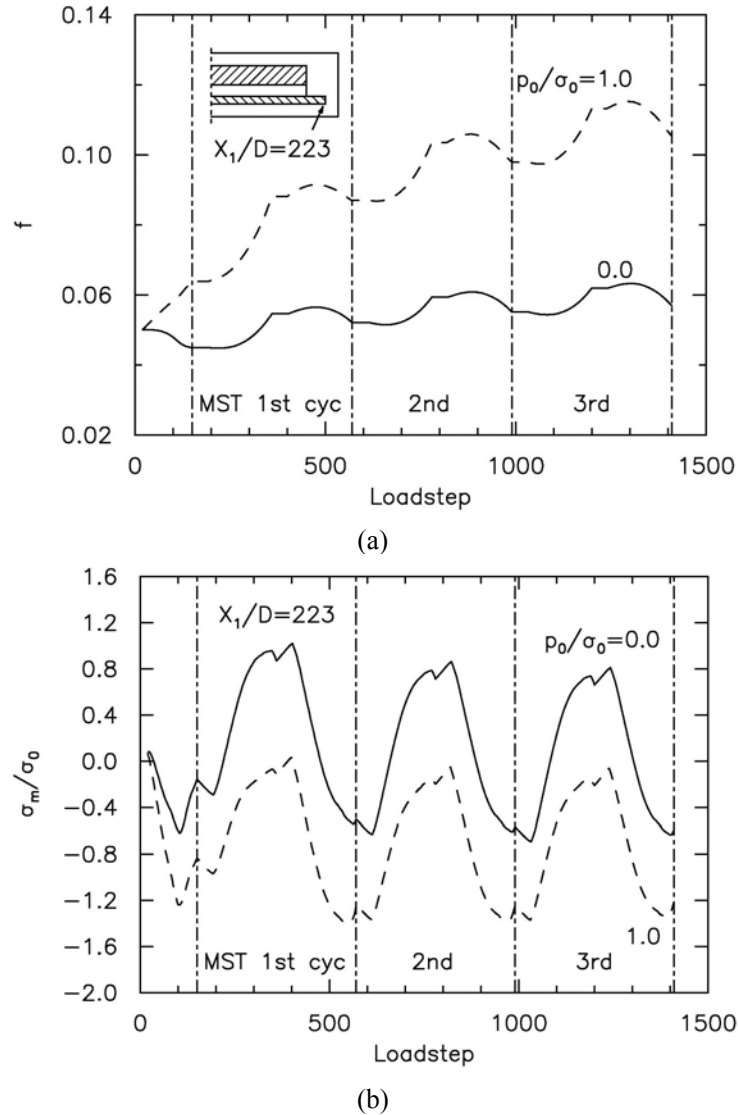 0.14
p₀/σ₀=1.0
X₁/D=223
0.10
f
0.0
0.06
MST 1st cyc 2nd 3rd
0.02
0 500 1000 1500
Loadstep
(a)
1.6
X₁/D=223 p₀/σ₀=0.0
1.2
0.8
0.4
0.0
σₘ/σ₀
−0.4
−0.8
−1.2
1.0
−1.6
MST 1st cyc 2nd 3rd
−2.0
0 500 1000 1500
Loadstep
(b)